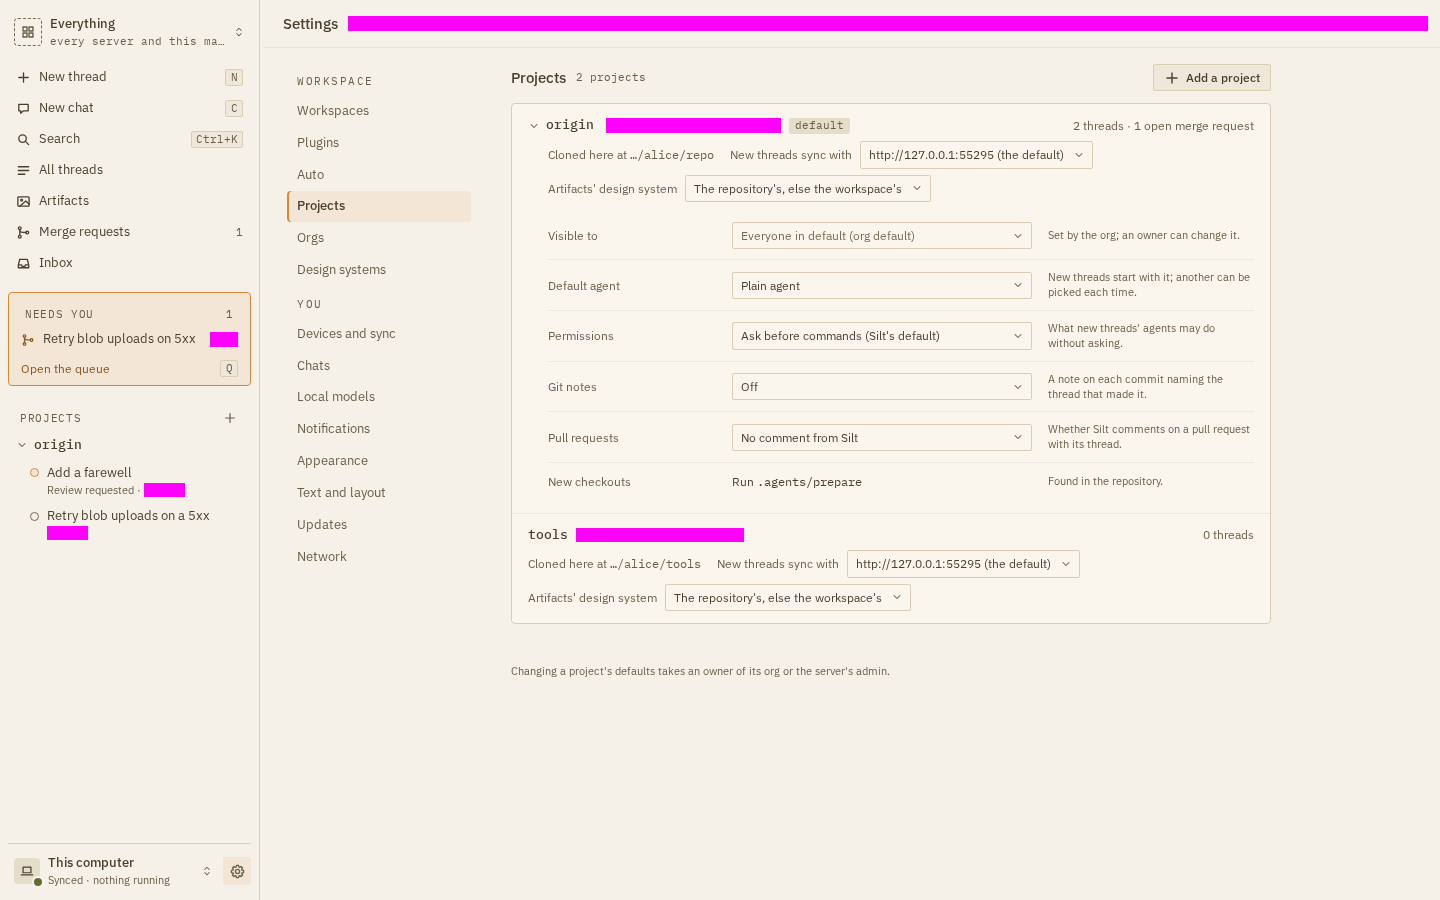 Everything
every server and this ma…
New thread N
New chat C
Search Ctrl+K
All threads
Artifacts
Merge requests 1
Inbox
NEEDS YOU 1
Retry blob uploads on 5xx
Open the queue Q
PROJECTS
origin
Add a farewell
Review requested ·
Retry blob uploads on a 5xx
This computer
Synced · nothing running
Settings
WORKSPACE
Workspaces
Plugins
Auto
Projects
Orgs
Design systems
YOU
Devices and sync
Chats
Local models
Notifications
Appearance
Text and layout
Updates
Network
Projects 2 projects
Add a project
origin default 2 threads · 1 open merge request
Cloned here at …/alice/repo New threads sync with http://127.0.0.1:55295 (the default)
Artifacts' design system The repository's, else the workspace's
Visible to Everyone in default (org default) Set by the org; an owner can change it.
Default agent Plain agent New threads start with it; another can be
picked each time.
Permissions Ask before commands (Silt's default) What new threads' agents may do
without asking.
Git notes Off A note on each commit naming the
thread that made it.
Pull requests No comment from Silt Whether Silt comments on a pull request
with its thread.
New checkouts Run .agents/prepare Found in the repository.
tools 0 threads
Cloned here at …/alice/tools New threads sync with http://127.0.0.1:55295 (the default)
Artifacts' design system The repository's, else the workspace's
Changing a project's defaults takes an owner of its org or the server's admin.